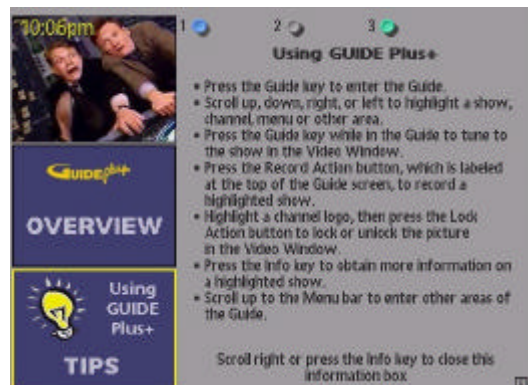 10:06pm
1 2 3
Using GUIDE Plus+
• Press the Guide key to enter the Guide.
• Scroll up, down, right, or left to highlight a show,
channel, menu or other area.
• Press the Guide key while in the Guide to tune to
the show in the Video Window.
• Press the Record Action button, which is labeled
at the top of the Guide screen, to record a
highlighted show.
• Highlight a channel logo, then press the Lock
Action button to lock or unlock the picture
in the Video Window.
• Press the Info key to obtain more information on
a highlighted show.
• Scroll up to the Menu bar to enter other areas of
the Guide.
Scroll right or press the Info key to close this
information box
GUIDE plus+
OVERVIEW
Using
GUIDE
Plus+
TIPS